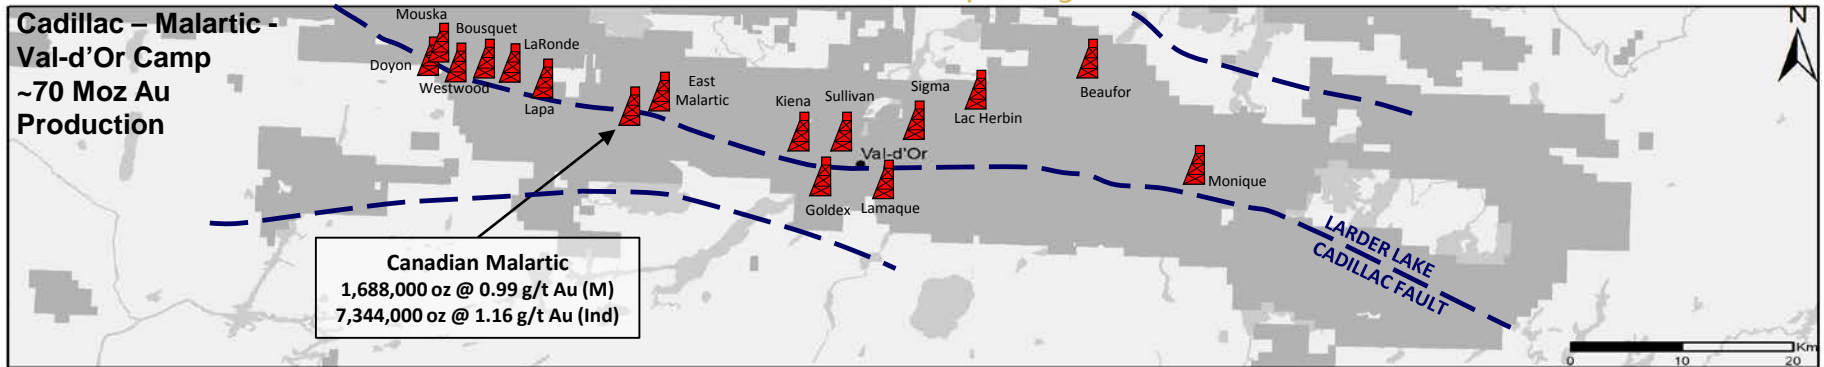 Cadillac – Malartic -
Val-d'Or Camp
~70 Moz Au
Production
Mouska
Bousquet
LaRonde
Doyon
Westwood
Lapa
East
Malartic
Kiena
Sullivan
Sigma
Lac Herbin
Beaufor
Val-d'Or
Goldex
Lamaque
Monique
N
Canadian Malartic
1,688,000 oz @ 0.99 g/t Au (M)
7,344,000 oz @ 1.16 g/t Au (Ind)
LARDER LAKE
CADILLAC FAULT
Km
0 10 20